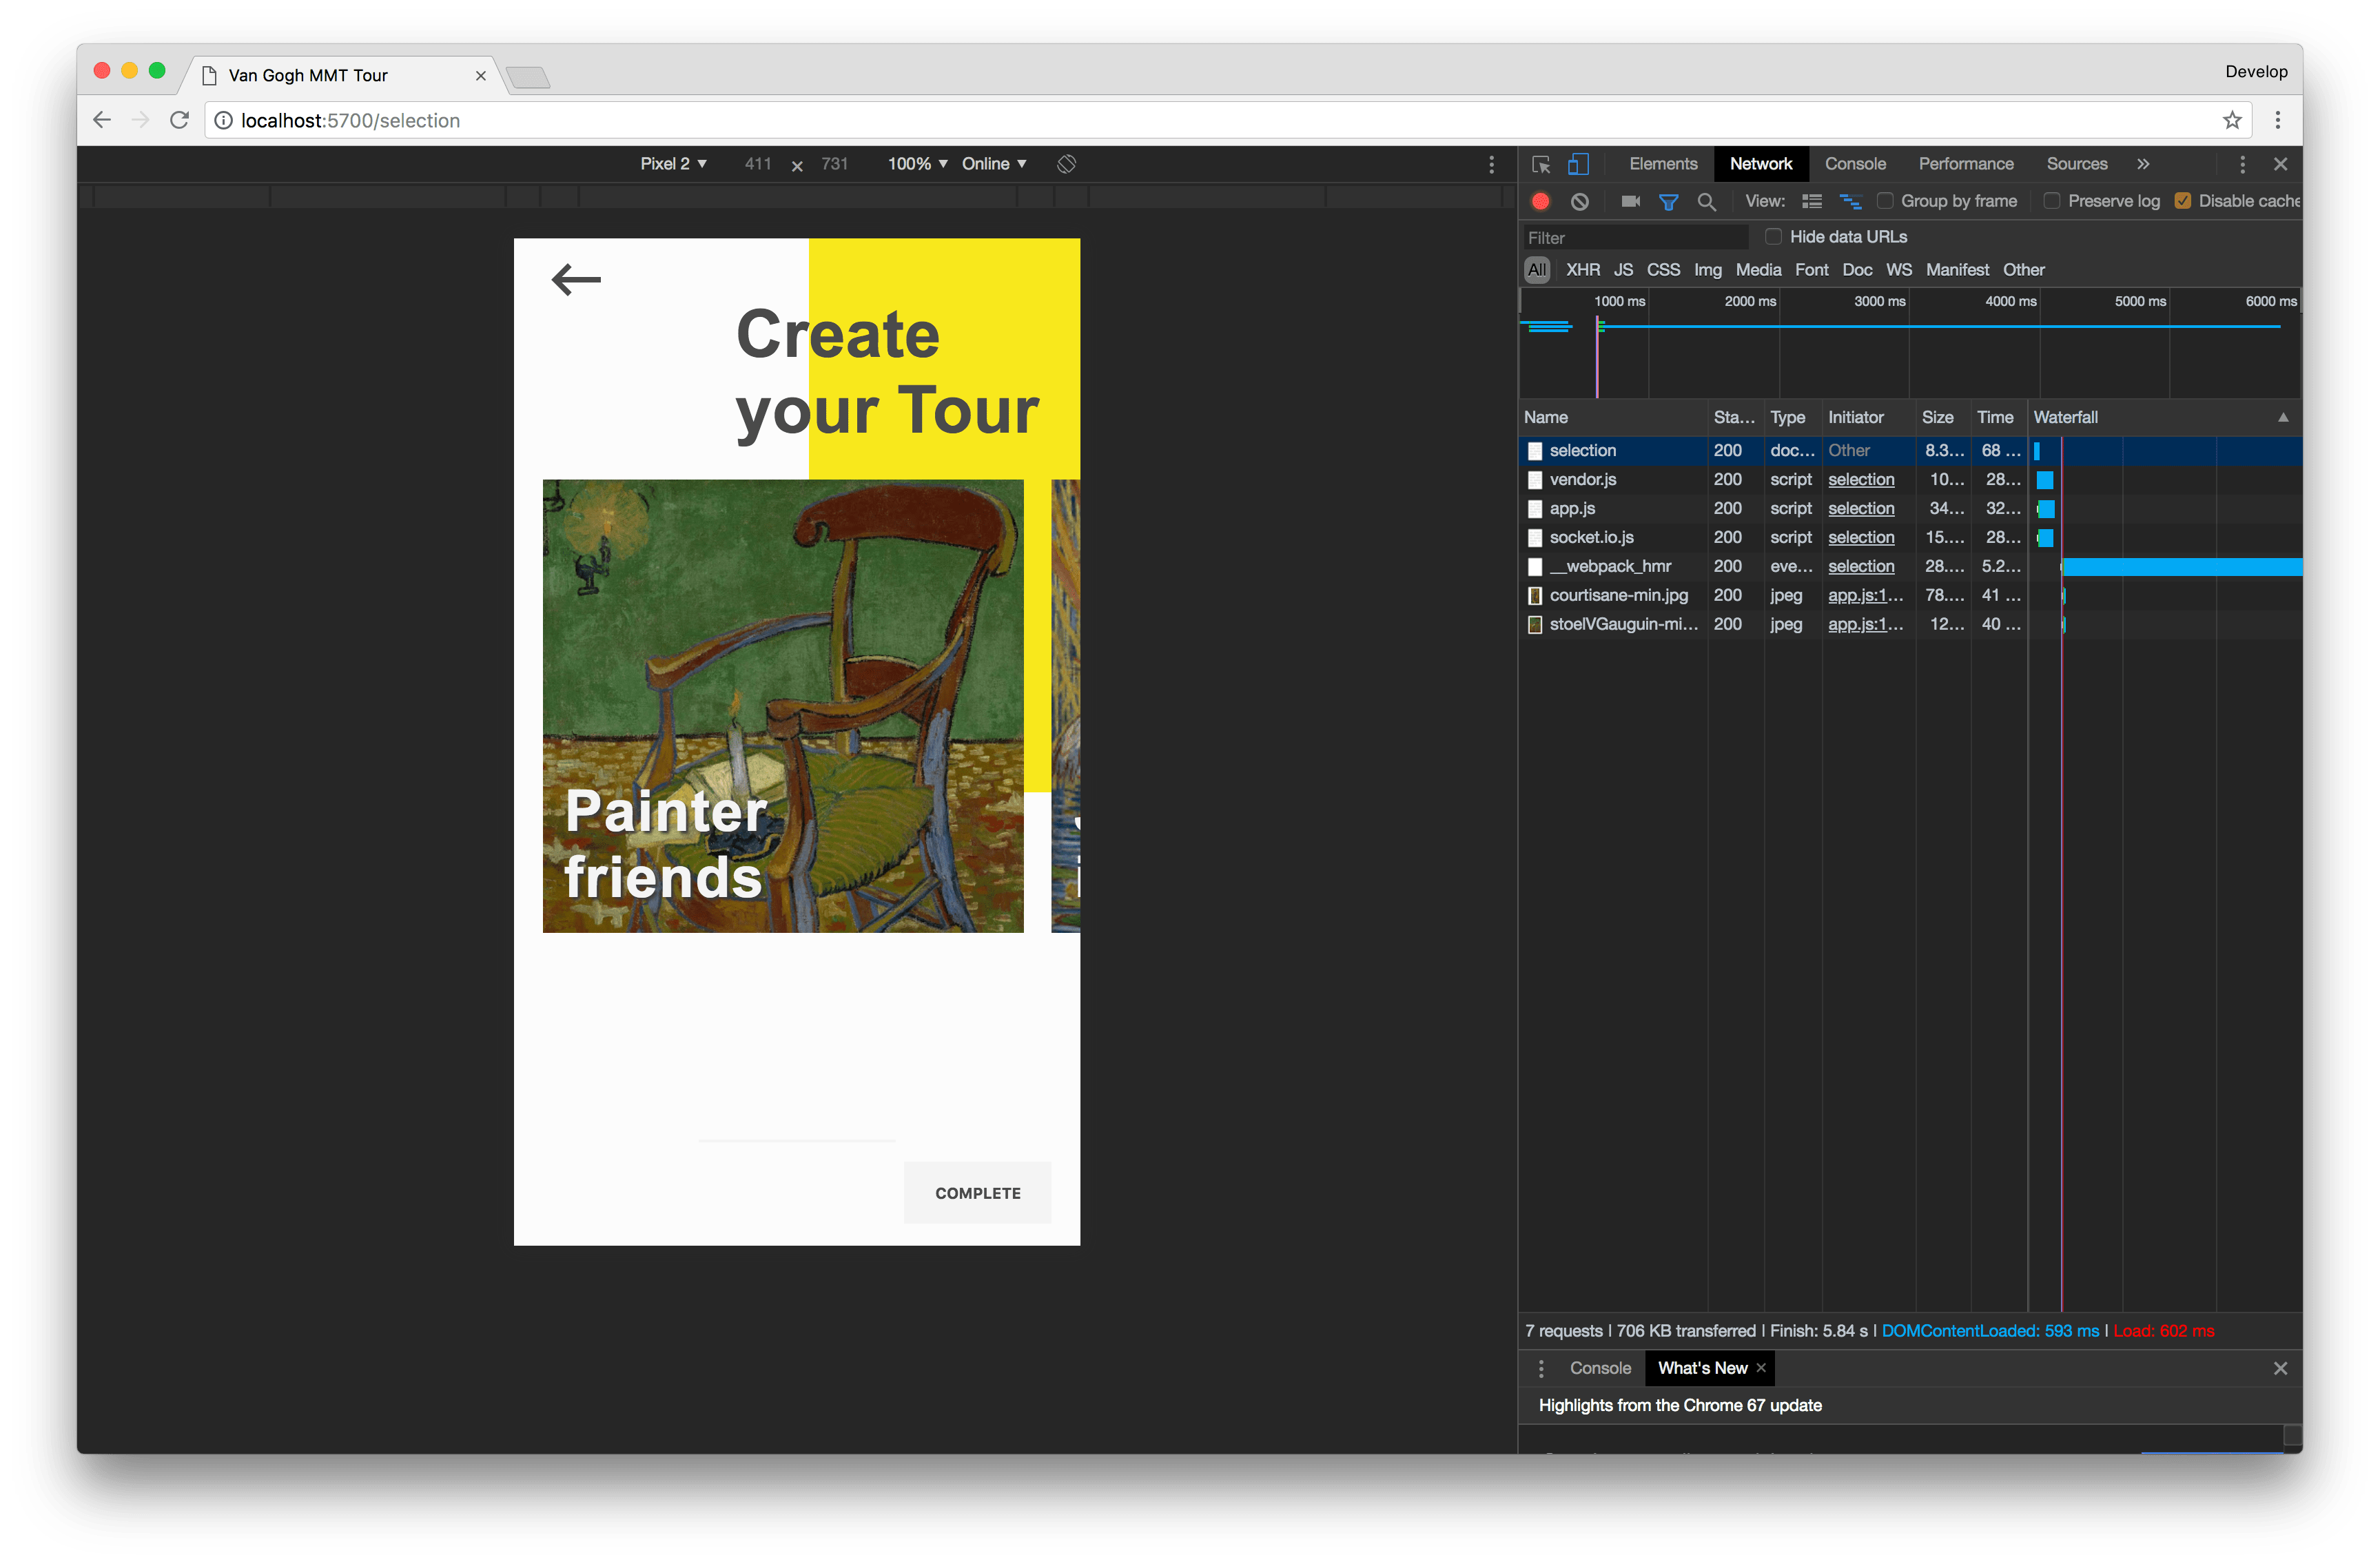 Van Gogh MMT Tour
Develop
localhost:5700/selection
Pixel 2 411 x 731 100% Online
Elements Network Console Performance Sources
View: Group by frame Preserve log Disable cache
Filter Hide data URLs
All XHR JS CSS Img Media Font Doc WS Manifest Other
1000 ms 2000 ms 3000 ms 4000 ms 5000 ms 6000 ms
Name Sta... Type Initiator Size Time Waterfall
selection 200 doc... Other 8.3... 68 ...
vendor.js 200 script selection 10... 28...
app.js 200 script selection 34... 32...
socket.io.js 200 script selection 15.... 28...
__webpack_hmr 200 eve... selection 28.... 5.2...
courtisane-min.jpg 200 jpeg app.js:1... 78.... 41 ...
stoelVGauguin-mi... 200 jpeg app.js:1... 12... 40 ...
7 requests | 706 KB transferred | Finish: 5.84 s | DOMContentLoaded: 593 ms | Load: 602 ms
Console What's New
Highlights from the Chrome 67 update
Create
your Tour
Painter
friends
COMPLETE